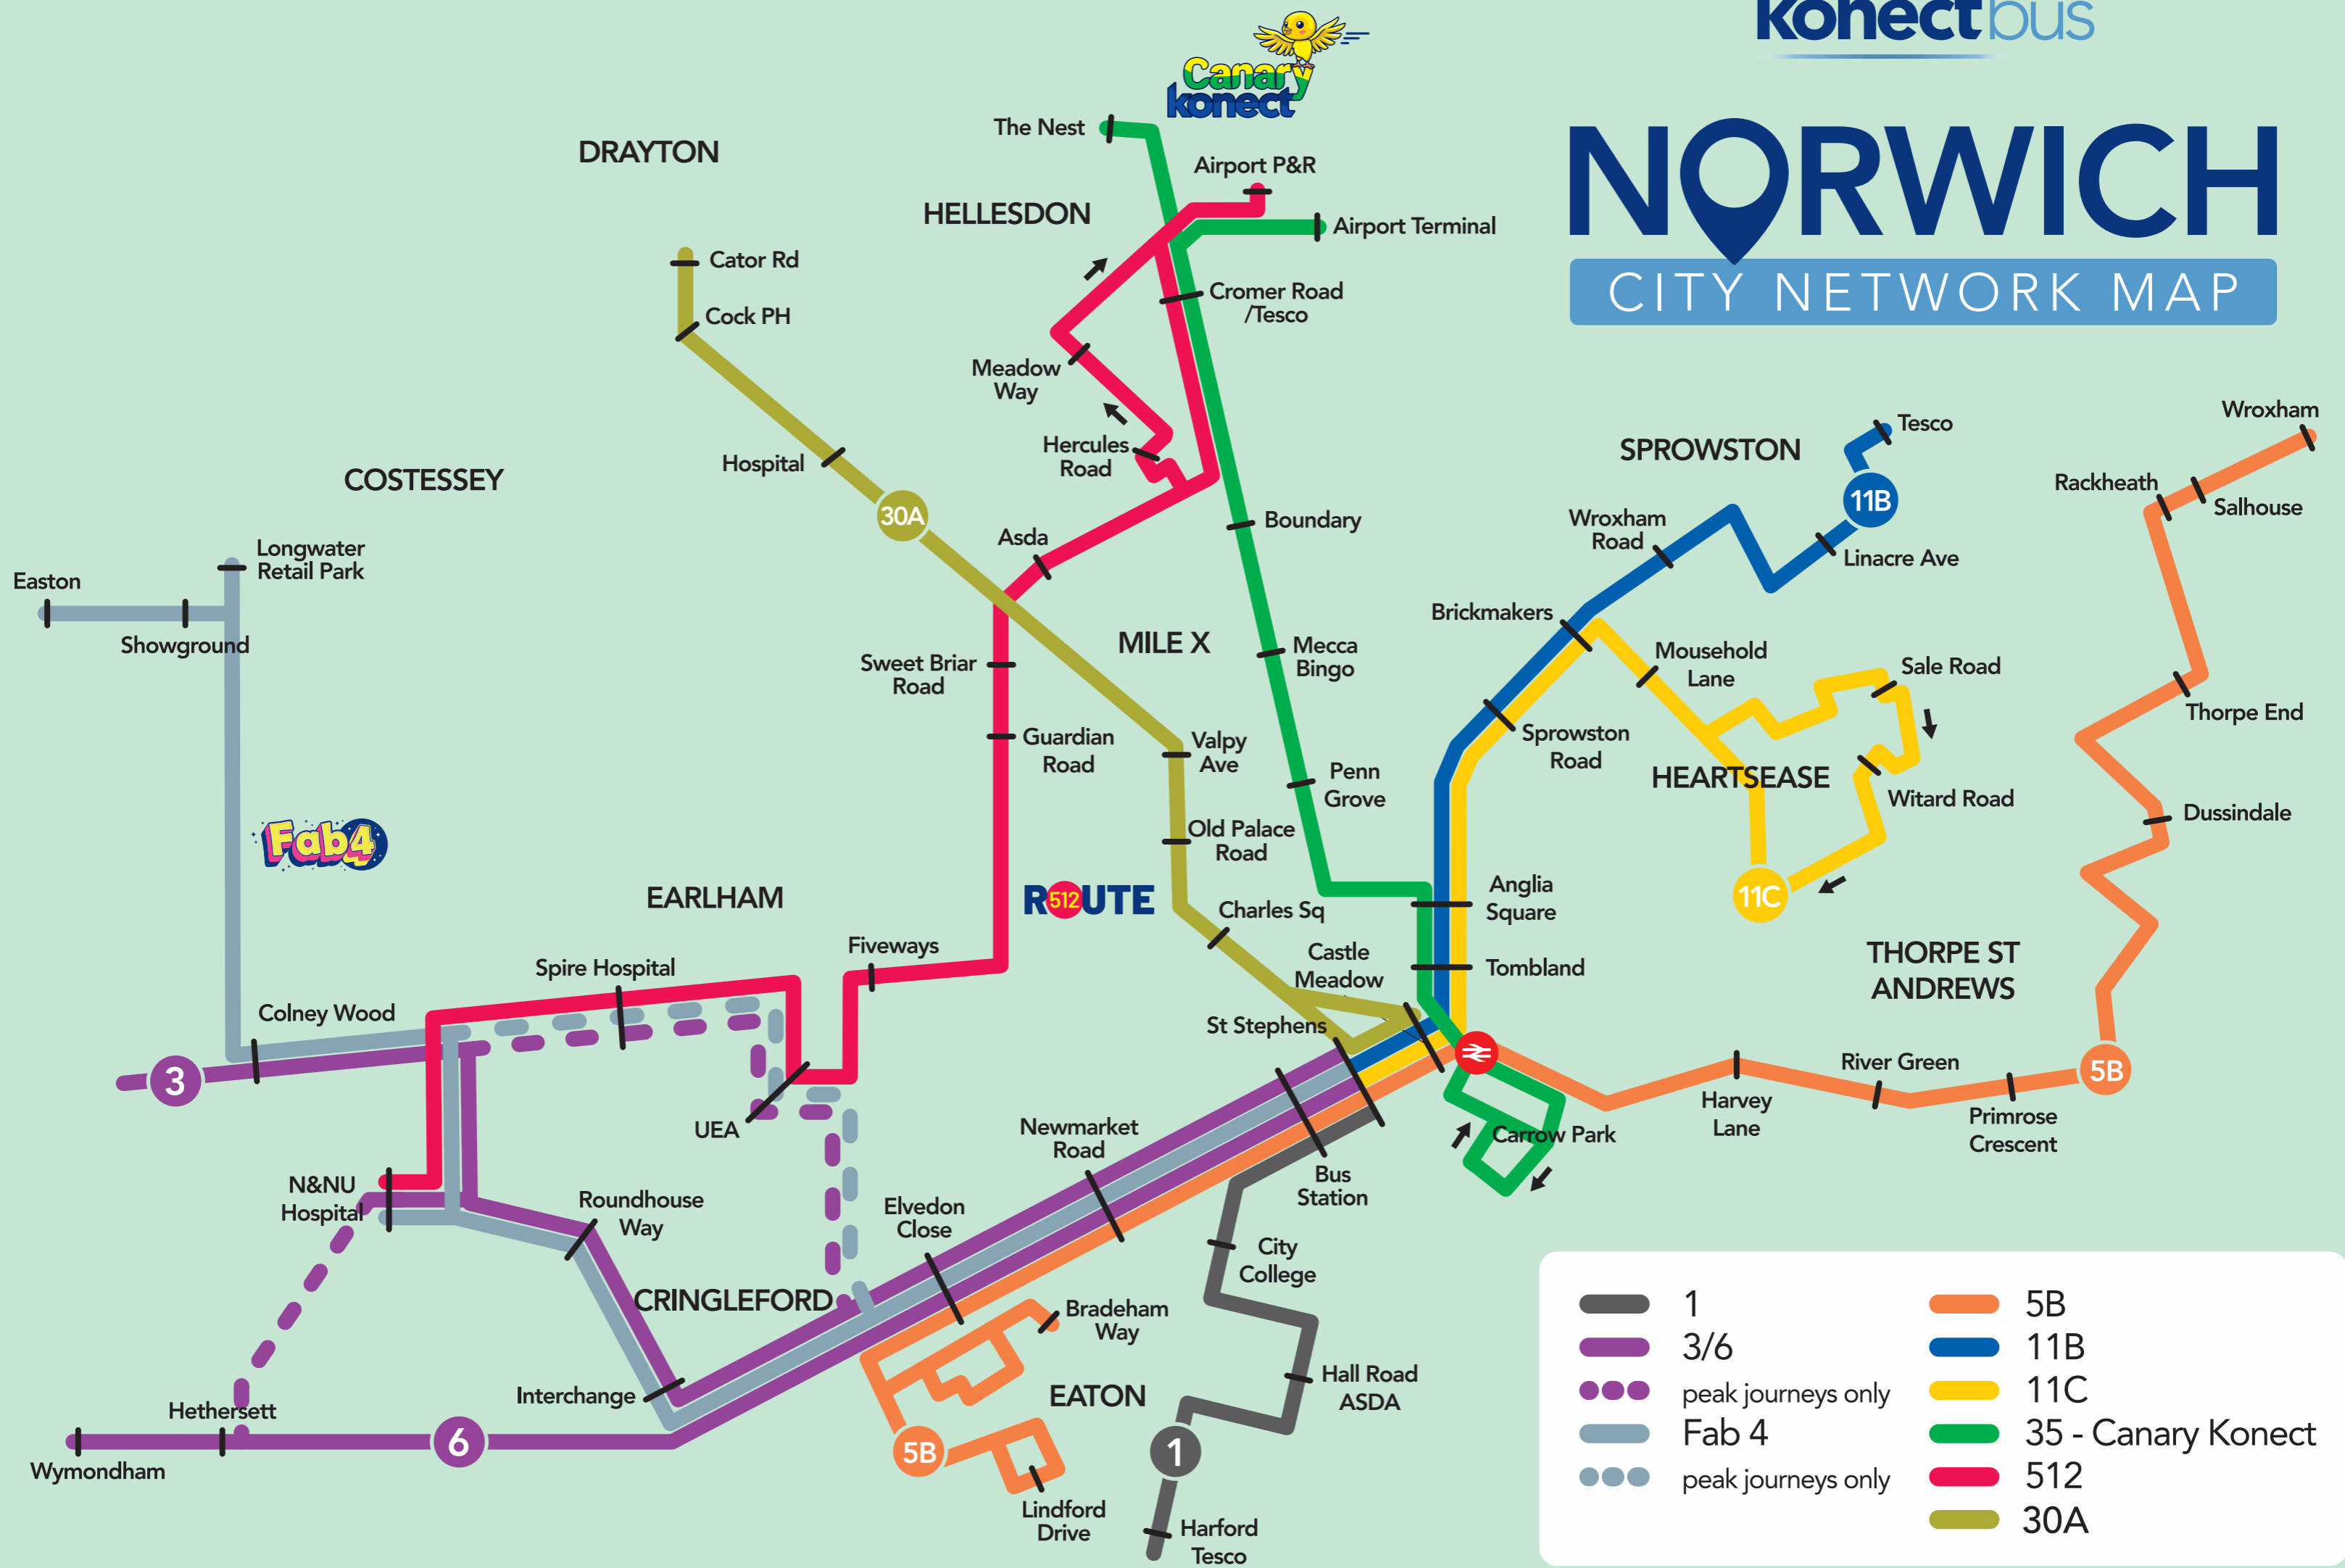 konectbus
Canary
konect
NORWICH
CITY NETWORK MAP
The Nest
DRAYTON
Airport P&R
HELLESDON
Airport Terminal
Cator Rd
Cromer Road
/Tesco
Cock PH
Meadow
Way
Wroxham
Tesco
Hercules
Road
SPROWSTON
Hospital
COSTESSEY
Rackheath
11B
Salhouse
30A
Wroxham
Road
Boundary
Asda
Longwater
Retail Park
Linacre Ave
Easton
Brickmakers
Showground
MILE X
Mecca
Bingo
Mousehold
Lane
Sale Road
Sweet Briar
Road
Thorpe End
Guardian
Road
Valpy
Ave
Sprowston
Road
HEARTSEASE
Penn
Grove
Witard Road
Dussindale
Old Palace
Road
Fab4
EARLHAM
ROUTE
512
Anglia
Square
11C
Charles Sq
Fiveways
Castle
Meadow
THORPE ST
ANDREWS
Spire Hospital
Tombland
Colney Wood
St Stephens
3
River Green
5B
UEA
Newmarket
Road
Harvey
Lane
Primrose
Crescent
Carrow Park
Bus
Station
N&NU
Hospital
Roundhouse
Way
Elvedon
Close
City
College
CRINGLEFORD
Bradeham
Way
Interchange
EATON
Hall Road
ASDA
Hethersett
6
Wymondham
5B
1
Lindford
Drive
Harford
Tesco
1
3/6
peak journeys only
Fab 4
peak journeys only
5B
11B
11C
35 - Canary Konect
512
30A